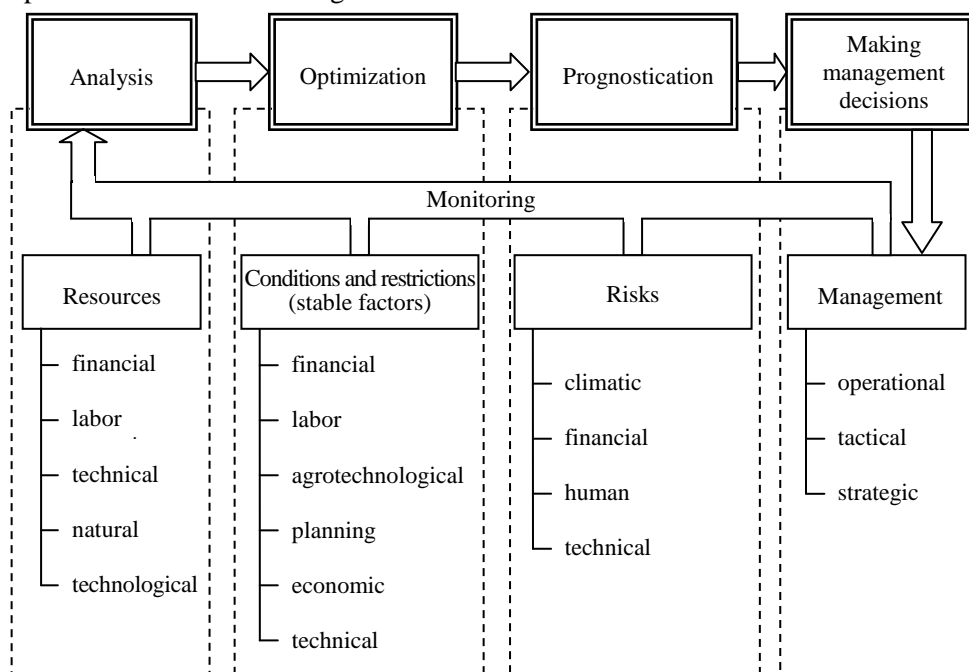 Analysis
Optimization
Prognostication
Making
management
decisions
Monitoring
Resources
financial
labor
technical
natural
technological
Conditions and restrictions
(stable factors)
financial
labor
agrotechnological
planning
economic
technical
Risks
climatic
financial
human
technical
Management
operational
tactical
strategic